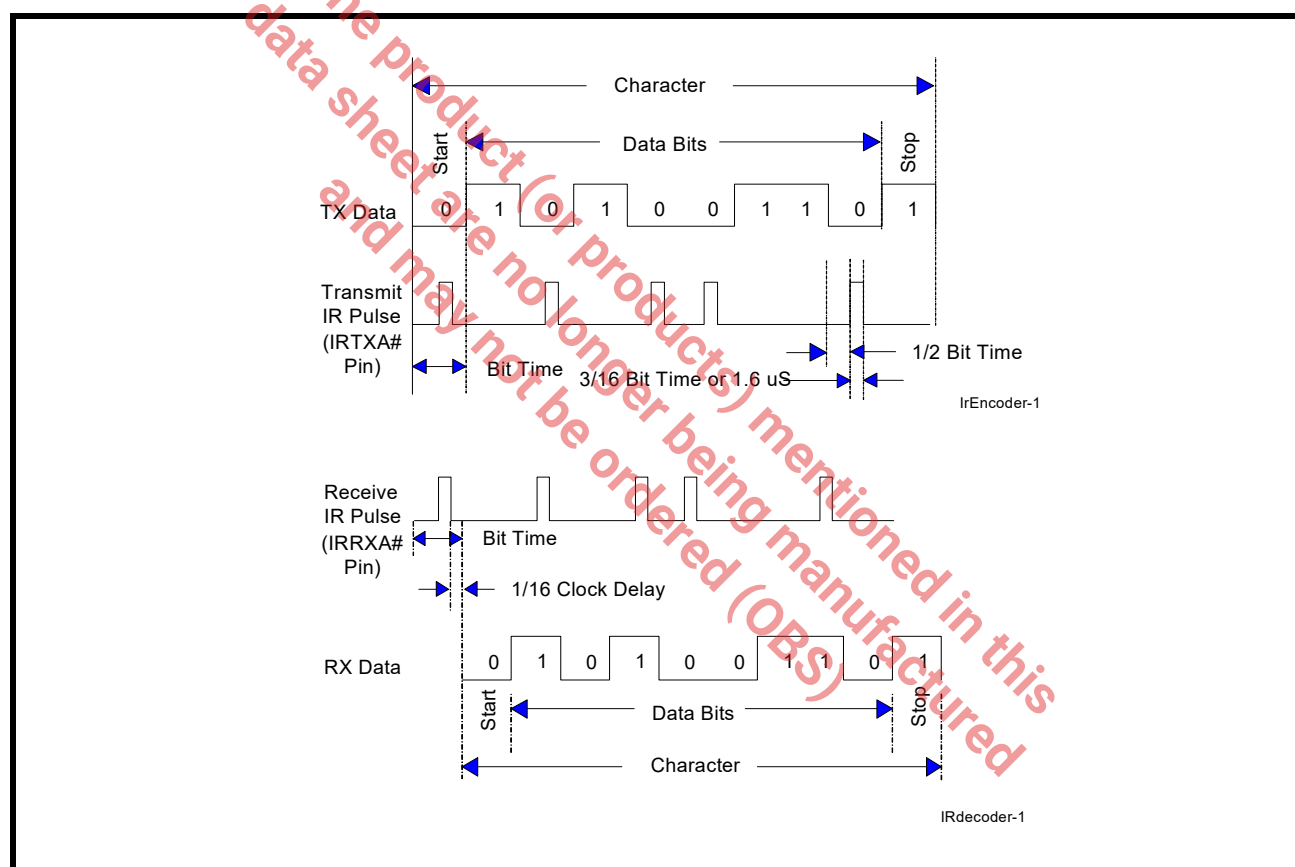 Character
Start
Data Bits
Stop
TX Data
0 1 0 1 0 0 1 1 0 1
Transmit
IR Pulse
(IRTXA#
Pin)
1/2 Bit Time
Bit Time
3/16 Bit Time or 1.6 uS
IrEncoder-1
Receive
IR Pulse
(IRRXA#
Pin)
Bit Time
1/16 Clock Delay
RX Data
0 1 0 1 0 0 1 1 0 1
Start
Data Bits
Stop
Character
IRdecoder-1
he product (or products) mentioned in this
data sheet are no longer being manufactured
and may not be ordered (OBS)